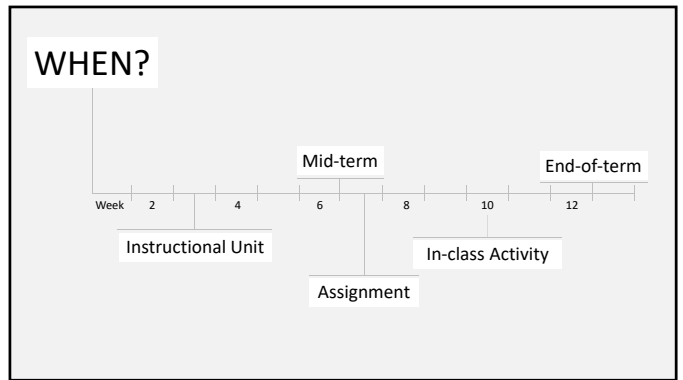 WHEN?
Mid-term
End-of-term
Week 2 4 6 8 10 12
Instructional Unit
In-class Activity
Assignment